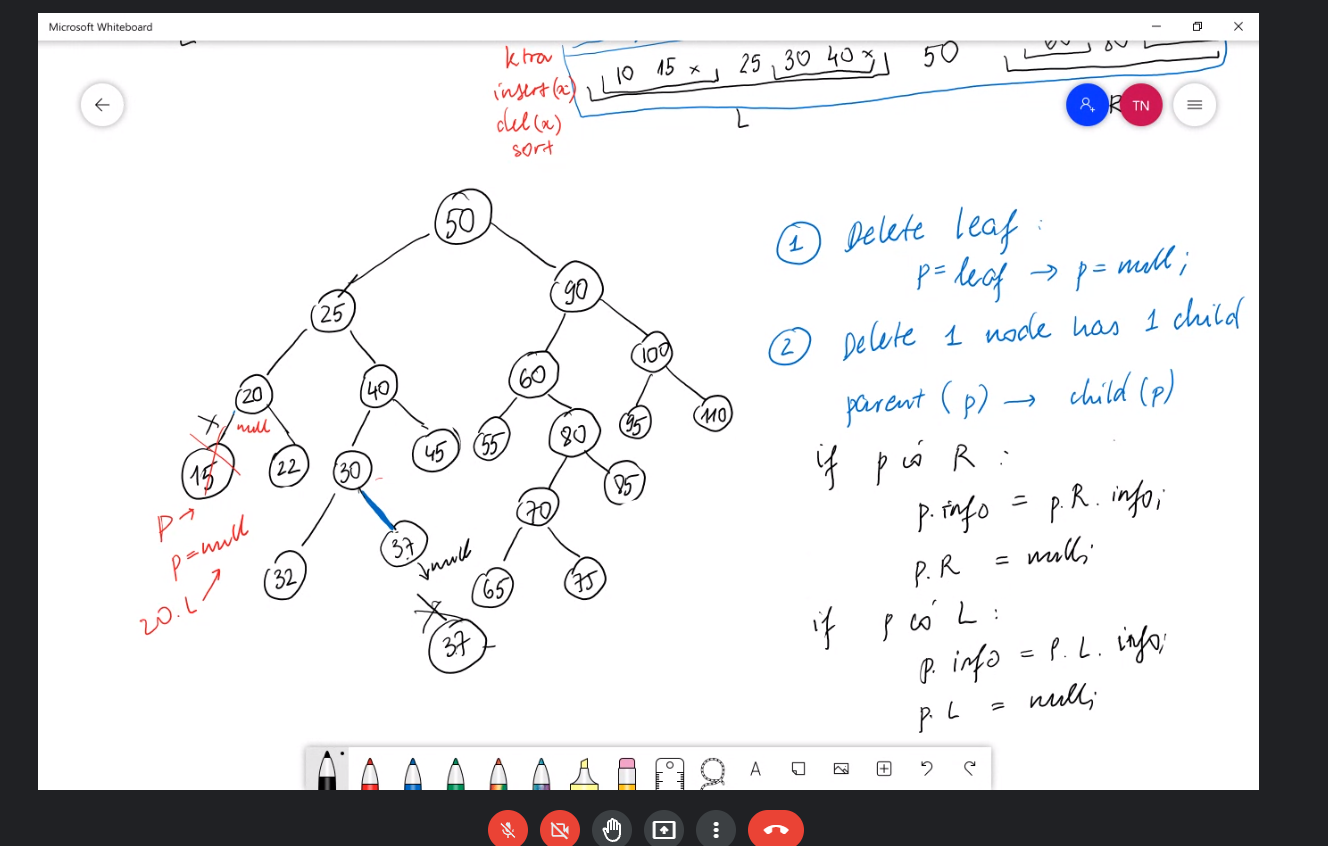 Microsoft Whiteboard
ktra
insert(x)
del(x)
sort
10 15 x 25 30 40 x 50
L
R
TN
50
25
90
20
40
60
100
x
null
15
22
30
45
55
80
95
110
P →
p=null
20.L
32
37
null
70
85
65
75
37
1 Delete leaf :
p = leaf → p = null;
2 Delete 1 node has 1 child
parent (p) → child (p)
if p có R :
p.info = p.R.info;
p.R = null;
if p có L :
p.info = p.L.info;
p.L = null;
A